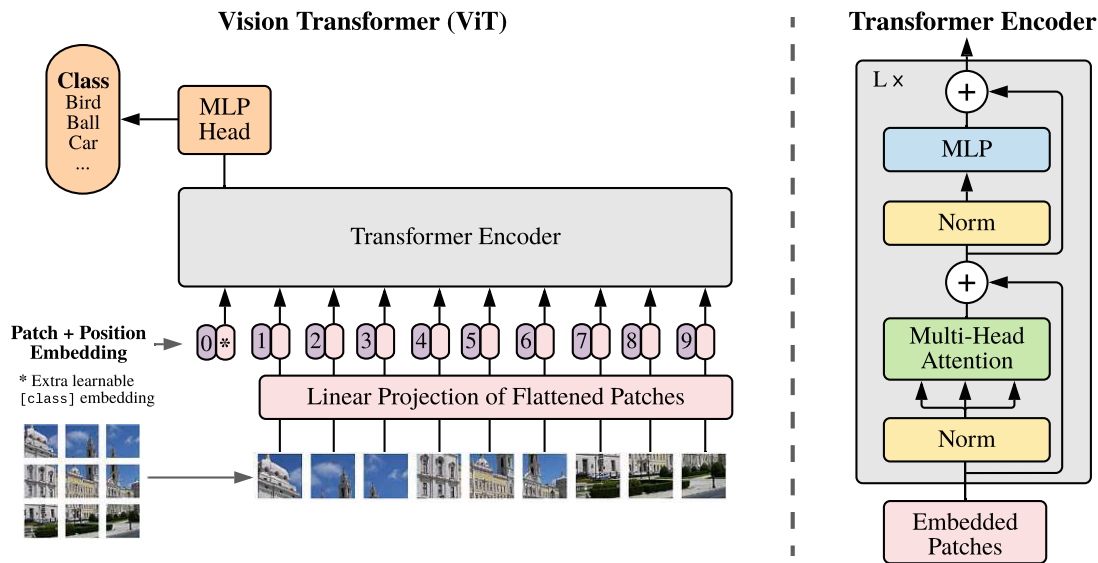 Vision Transformer (ViT)
Class
Bird
Ball
Car
...
MLP
Head
Transformer Encoder
Patch + Position
Embedding
* Extra learnable
[class] embedding
0 * 1 2 3 4 5 6 7 8 9
Linear Projection of Flattened Patches
Transformer Encoder
L ×
+
MLP
Norm
+
Multi-Head
Attention
Norm
Embedded
Patches